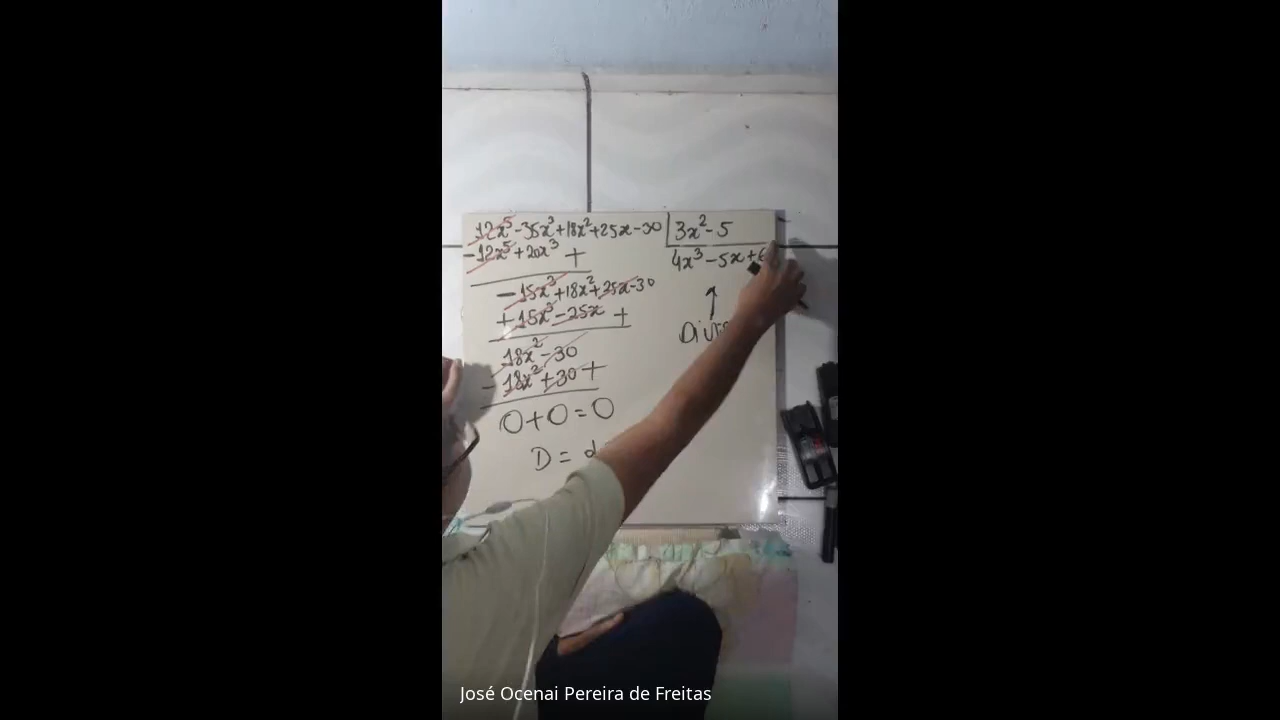 12x⁵-35x³+18x²+25x-30 | 3x²-5
-12x⁵+20x³ + 4x³-5x+6
-15x³+18x²+25x-30
+15x³-25x +
18x²-30
-18x²+30 +
0+0=0
D =
José Ocenai Pereira de Freitas